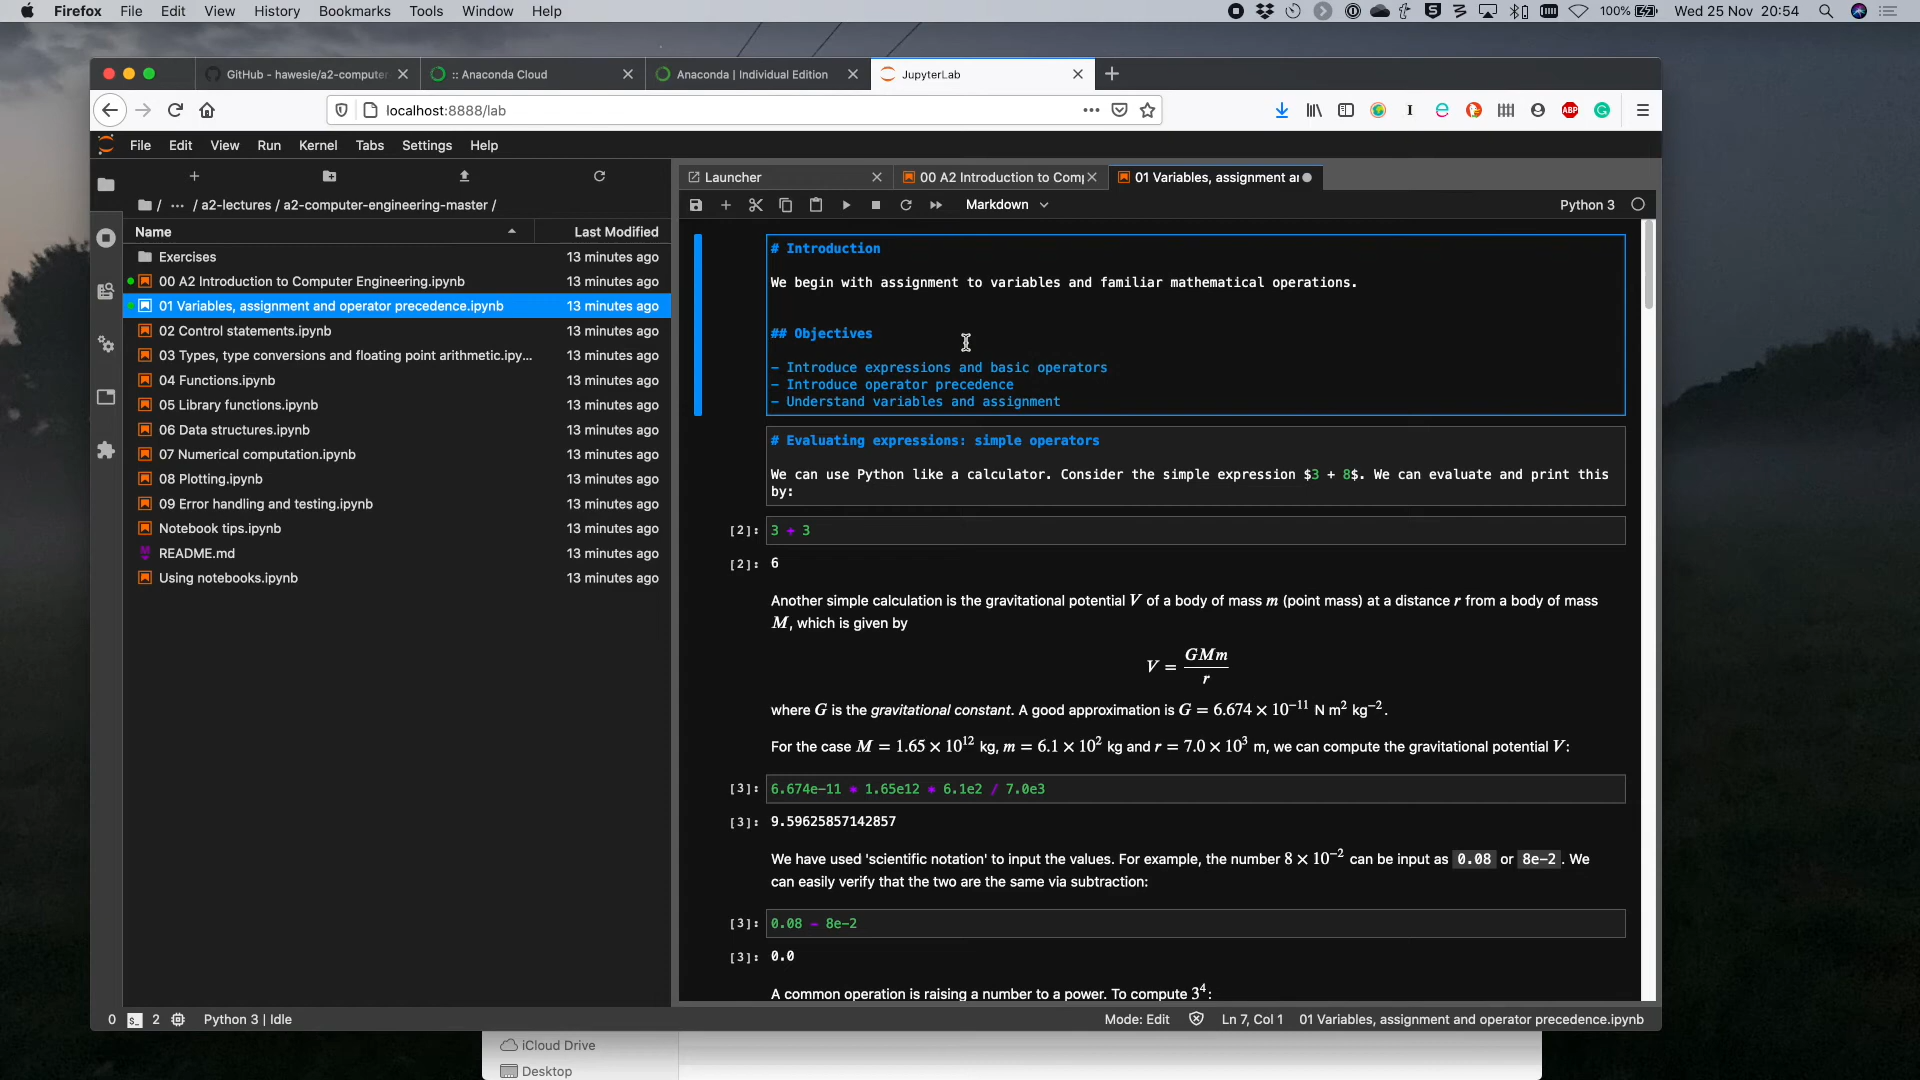 Firefox File Edit View History Bookmarks Tools Window Help 100% Wed 25 Nov 20:54
GitHub - hawesie/a2-computer
:: Anaconda Cloud
Anaconda | Individual Edition
JupyterLab
localhost:8888/lab
File Edit View Run Kernel Tabs Settings Help
/ ··· / a2-lectures / a2-computer-engineering-master /
Name Last Modified
Exercises 13 minutes ago
00 A2 Introduction to Computer Engineering.ipynb 13 minutes ago
01 Variables, assignment and operator precedence.ipynb 13 minutes ago
02 Control statements.ipynb 13 minutes ago
03 Types, type conversions and floating point arithmetic.ipy... 13 minutes ago
04 Functions.ipynb 13 minutes ago
05 Library functions.ipynb 13 minutes ago
06 Data structures.ipynb 13 minutes ago
07 Numerical computation.ipynb 13 minutes ago
08 Plotting.ipynb 13 minutes ago
09 Error handling and testing.ipynb 13 minutes ago
Notebook tips.ipynb 13 minutes ago
README.md 13 minutes ago
Using notebooks.ipynb 13 minutes ago
Launcher
00 A2 Introduction to Comp
01 Variables, assignment ar
Markdown
Python 3
# Introduction
We begin with assignment to variables and familiar mathematical operations.
## Objectives
- Introduce expressions and basic operators
- Introduce operator precedence
- Understand variables and assignment
# Evaluating expressions: simple operators
We can use Python like a calculator. Consider the simple expression $3 + 8$. We can evaluate and print this
by:
[2]: 3 + 3
[2]: 6
Another simple calculation is the gravitational potential V of a body of mass m (point mass) at a distance r from a body of mass
M, which is given by
V = GMm / r
where G is the gravitational constant. A good approximation is G = 6.674 × 10⁻¹¹ N m² kg⁻².
For the case M = 1.65 × 10¹² kg, m = 6.1 × 10² kg and r = 7.0 × 10³ m, we can compute the gravitational potential V:
[3]: 6.674e-11 * 1.65e12 * 6.1e2 / 7.0e3
[3]: 9.59625857142857
We have used 'scientific notation' to input the values. For example, the number 8 × 10⁻² can be input as 0.08 or 8e-2. We
can easily verify that the two are the same via subtraction:
[3]: 0.08 - 8e-2
[3]: 0.0
A common operation is raising a number to a power. To compute 3⁴:
0 2 Python 3 | Idle
Mode: Edit Ln 7, Col 1 01 Variables, assignment and operator precedence.ipynb
iCloud Drive
Desktop